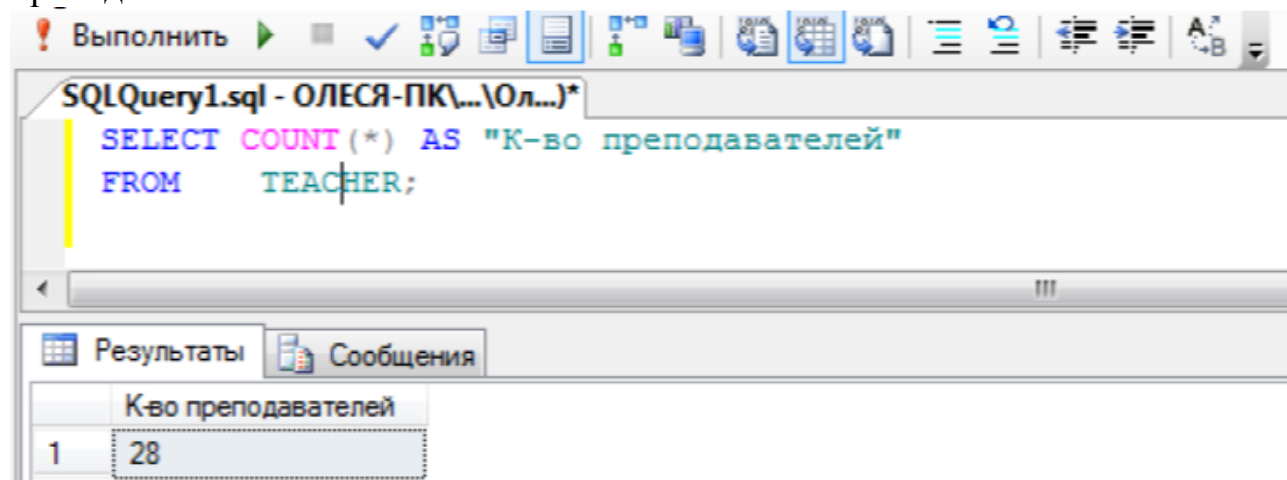 Выполнить
SQLQuery1.sql - ОЛЕСЯ-ПК\...\Ол...)*
SELECT COUNT(*) AS "К-во преподавателей"
FROM TEACHER;
Результаты Сообщения
К-во преподавателей
1 28